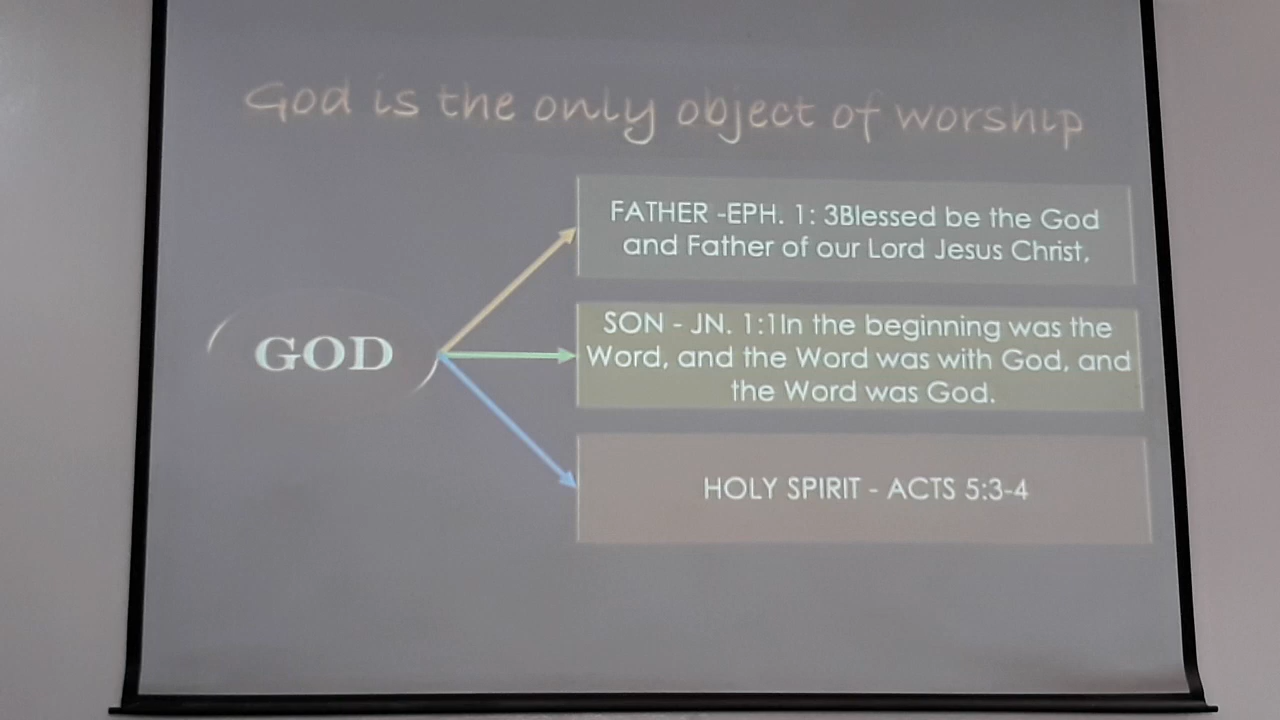 God is the only object of worship
GOD
FATHER -EPH. 1: 3Blessed be the God
and Father of our Lord Jesus Christ,
SON - JN. 1:1In the beginning was the
Word, and the Word was with God, and
the Word was God.
HOLY SPIRIT - ACTS 5:3-4